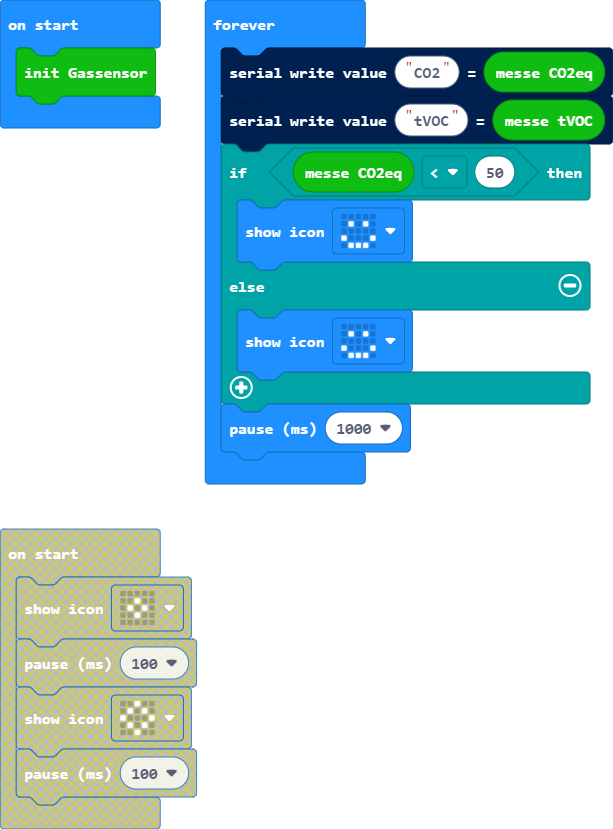 on start
init Gassensor
forever
serial write value "CO2" = messe CO2eq
serial write value "tVOC" = messe tVOC
if messe CO2eq < 50 then
show icon
else
show icon
pause (ms) 1000
on start
show icon
pause (ms) 100
show icon
pause (ms) 100